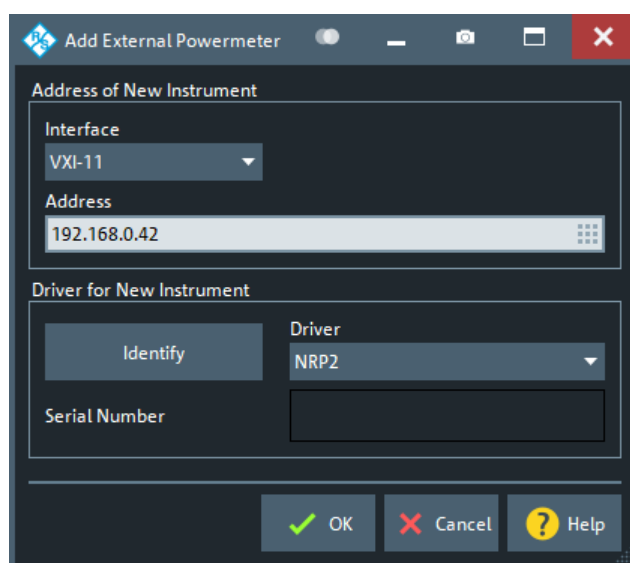 R&S Add External Powermeter
Address of New Instrument
Interface
VXI-11
Address
192.168.0.42
Driver for New Instrument
Identify
Driver
NRP2
Serial Number
OK
Cancel
? Help